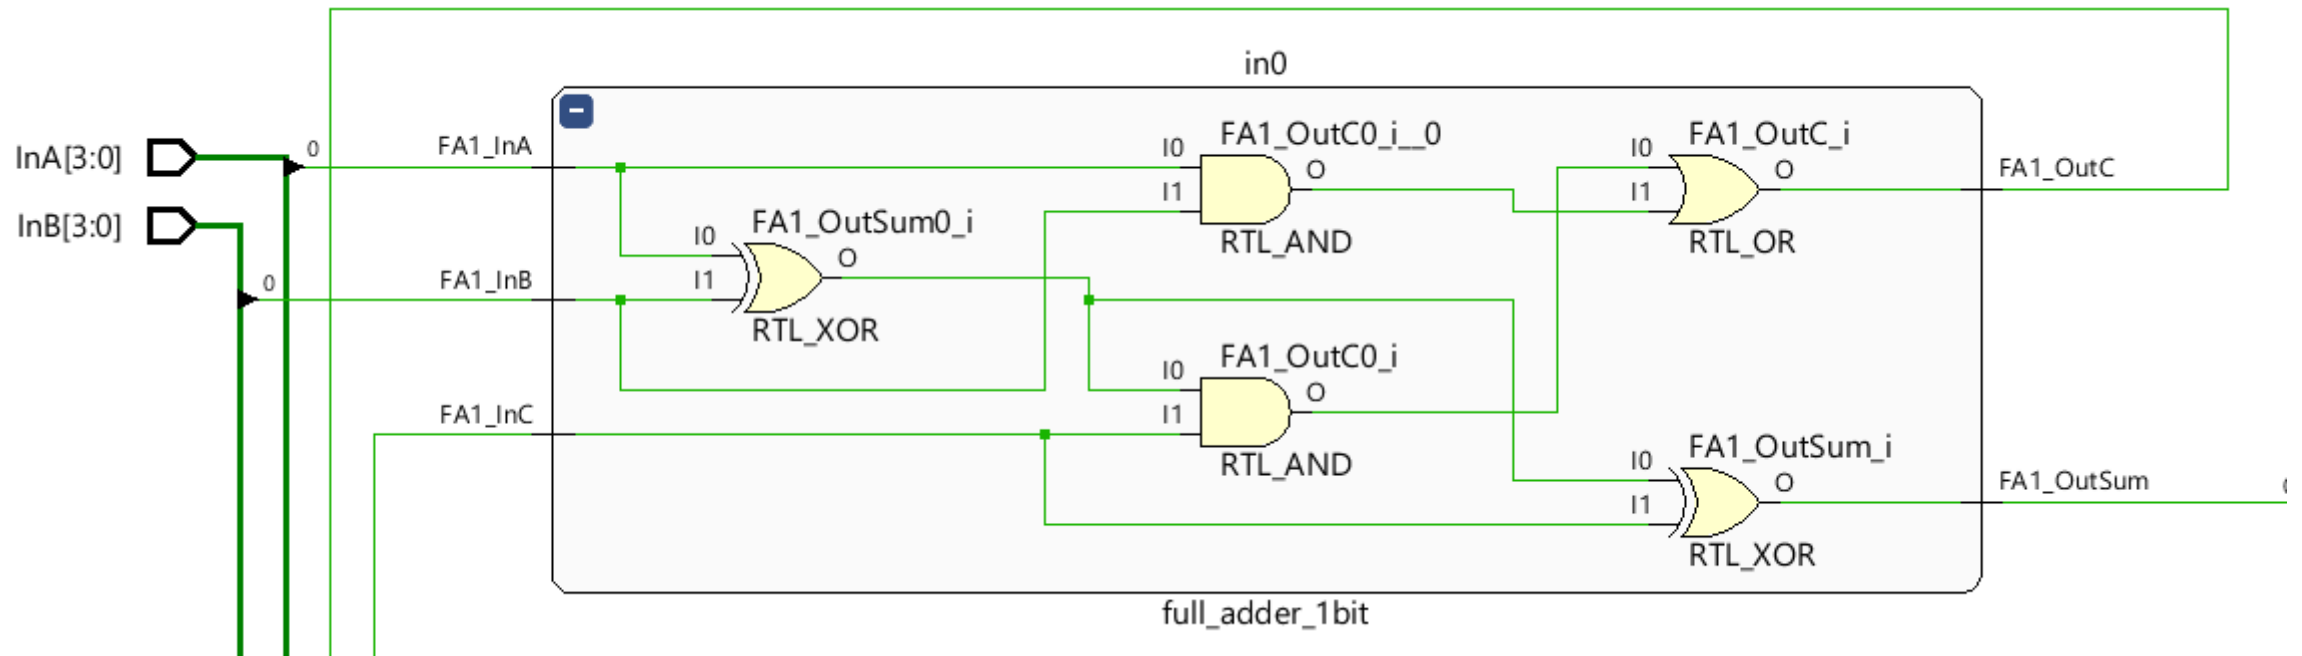 in0
InA[3:0]
0
FA1_InA
I0
I1
FA1_OutC0_i__0
O
RTL_AND
I0
I1
FA1_OutC_i
O
RTL_OR
FA1_OutC
InB[3:0]
0
FA1_InB
I0
I1
FA1_OutSum0_i
O
RTL_XOR
FA1_InC
I0
I1
FA1_OutC0_i
O
RTL_AND
I0
I1
FA1_OutSum_i
O
RTL_XOR
FA1_OutSum
full_adder_1bit